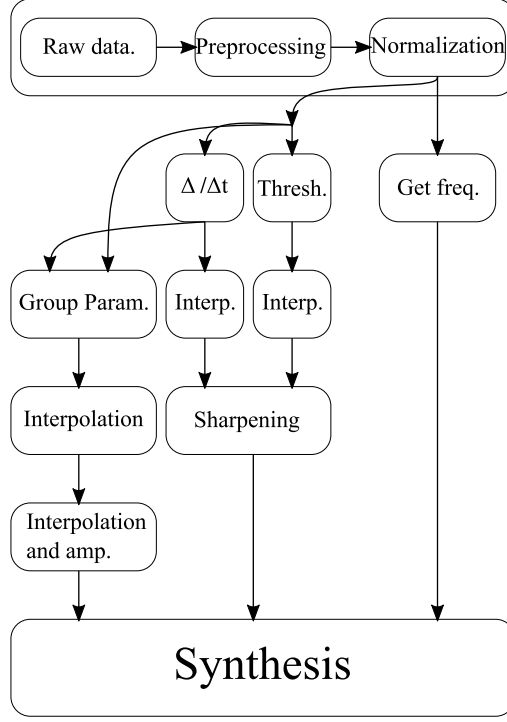 Raw data.
Preprocessing
Normalization
Δ /Δt
Thresh.
Get freq.
Group Param.
Interp.
Interp.
Interpolation
Sharpening
Interpolation
and amp.
Synthesis